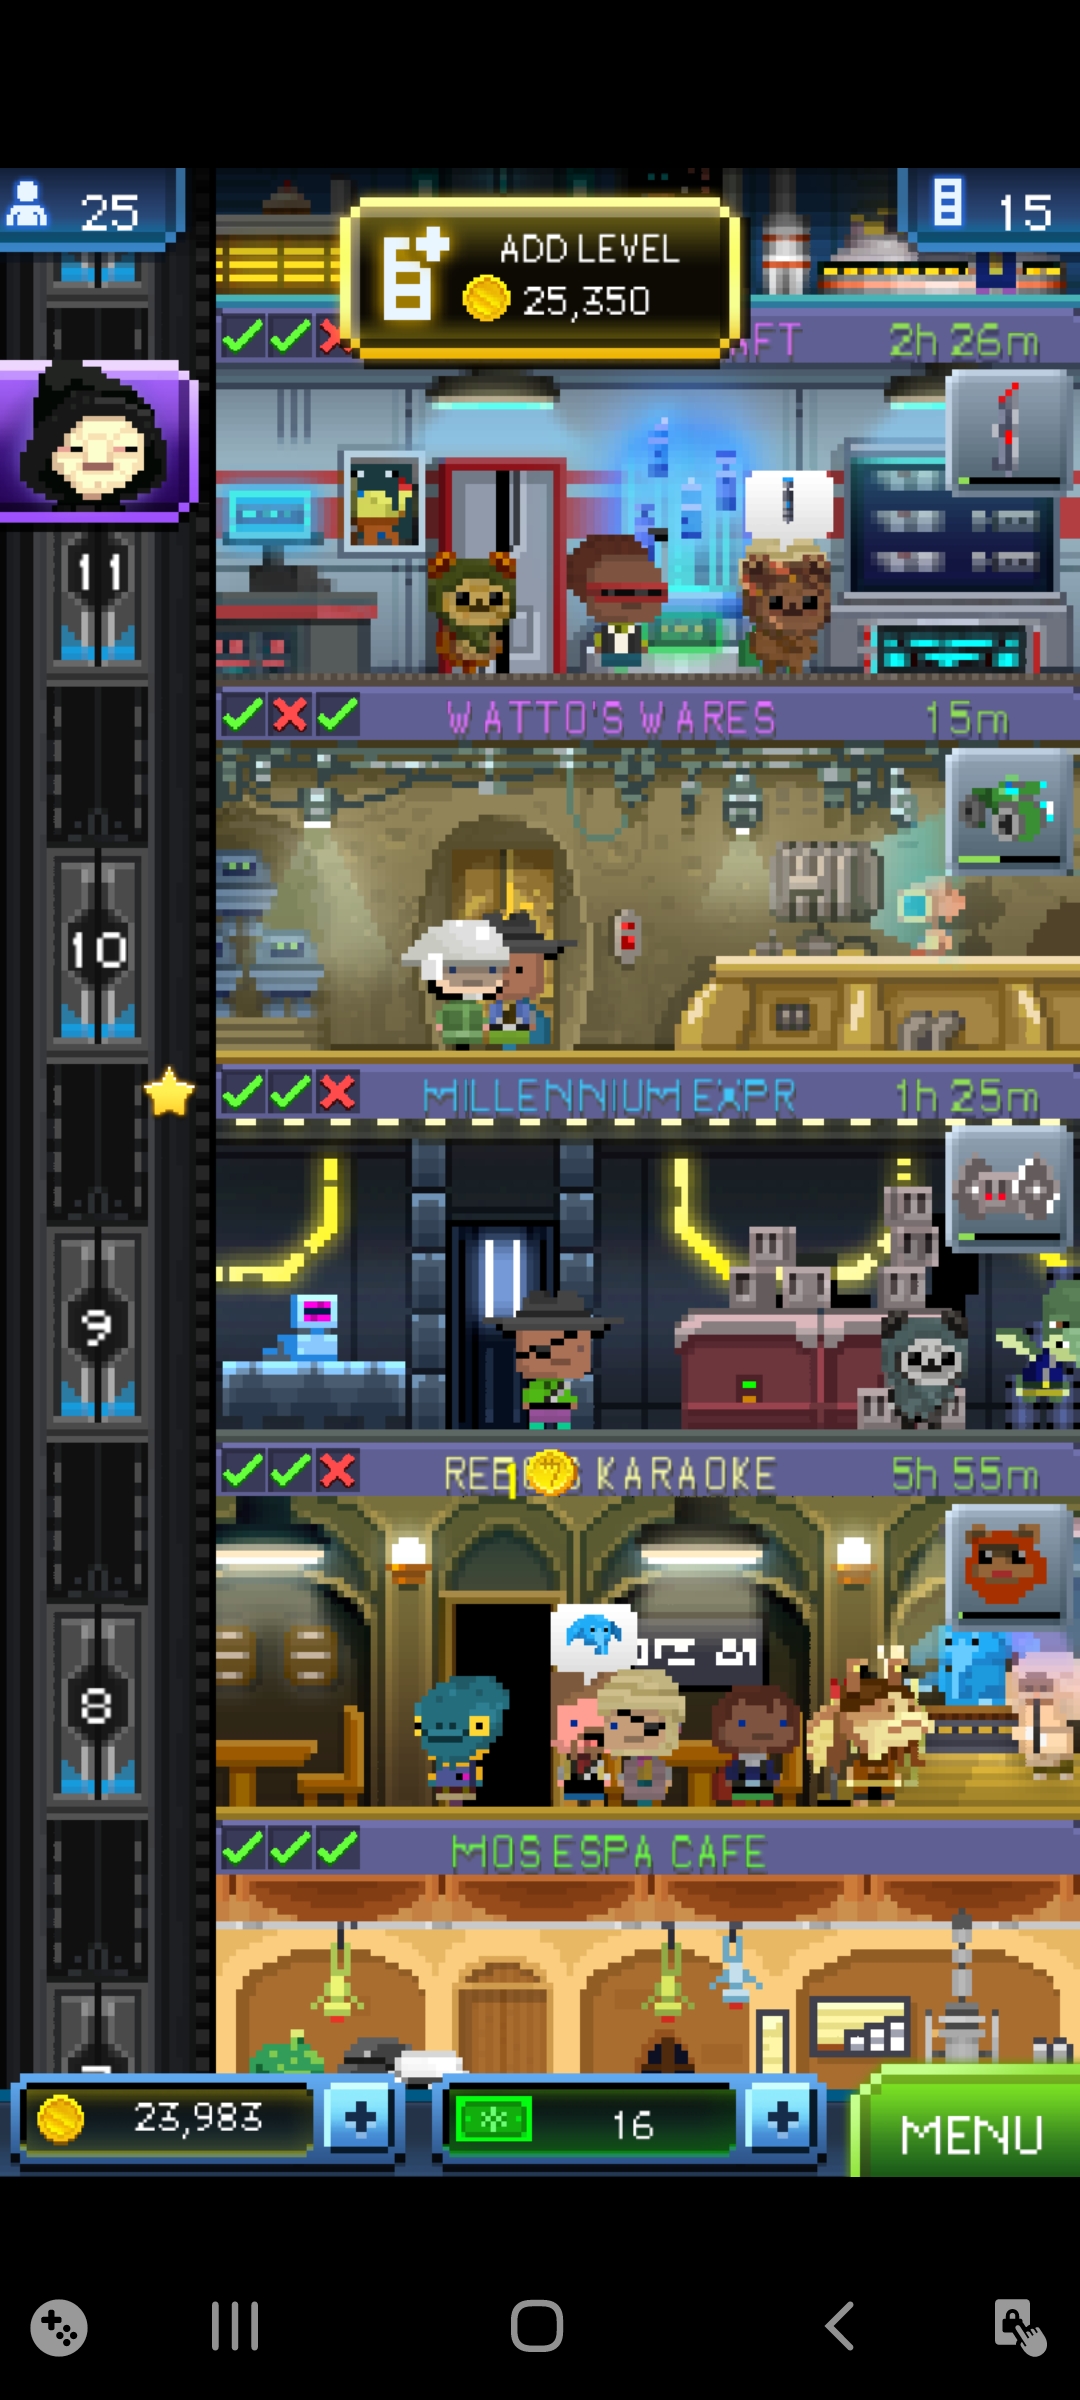 25
ADD LEVEL
25,350
15
2h 26m
11
WATTO'S WARES
15m
10
MILLENNIUM EXPR
1h 25m
9
KARAOKE
5h 55m
1
8
MOS ESPA CAFE
23,983
16
MENU